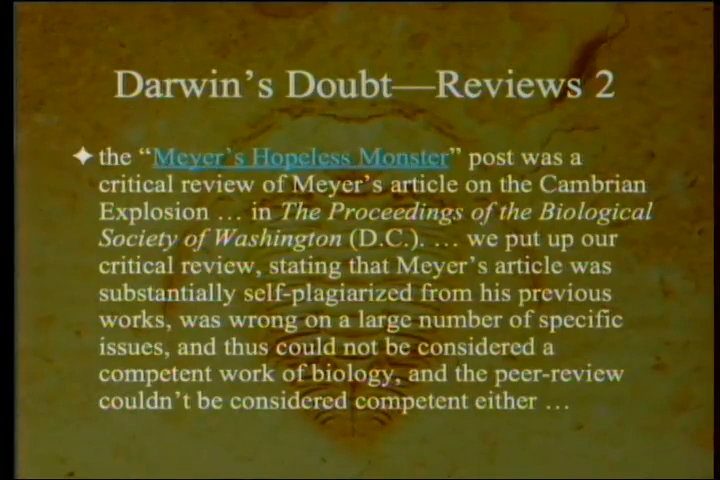 Darwin's Doubt—Reviews 2
the “Meyer's Hopeless Monster” post was a
critical review of Meyer's article on the Cambrian
Explosion … in The Proceedings of the Biological
Society of Washington (D.C.). … we put up our
critical review, stating that Meyer's article was
substantially self-plagiarized from his previous
works, was wrong on a large number of specific
issues, and thus could not be considered a
competent work of biology, and the peer-review
couldn't be considered competent either …